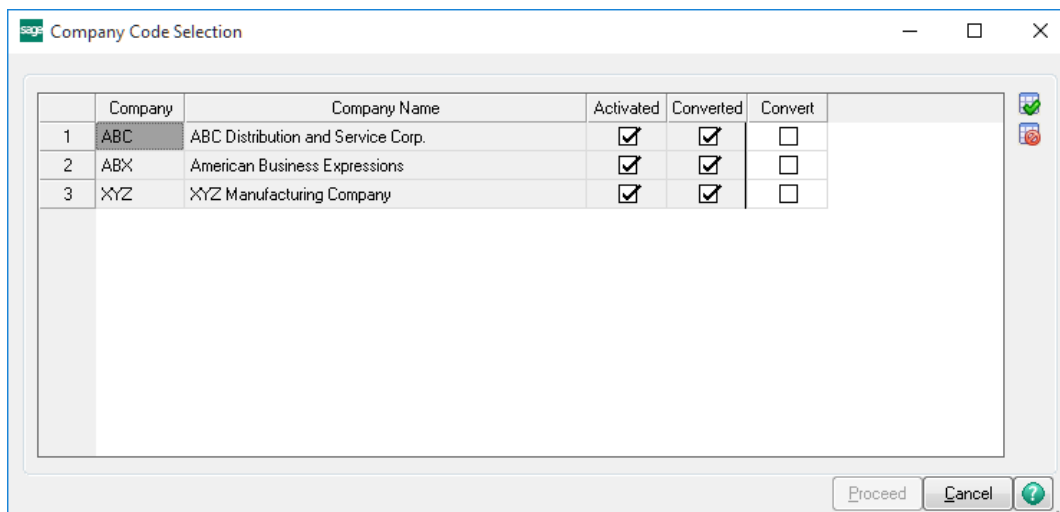 sage Company Code Selection
Company Company Name Activated Converted Convert
1 ABC ABC Distribution and Service Corp.
2 ABX American Business Expressions
3 XYZ XYZ Manufacturing Company
Proceed Cancel ?